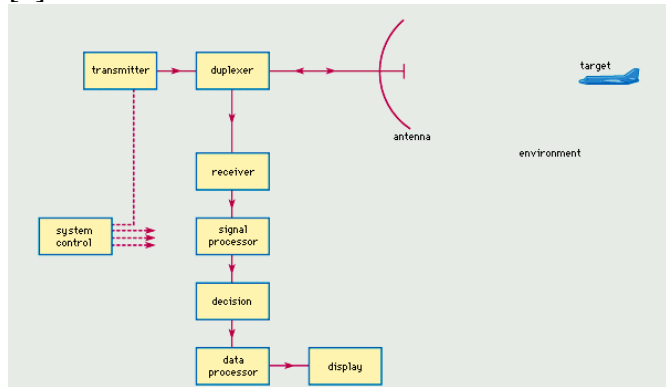 transmitter
duplexer
target
antenna
environment
receiver
system
control
signal
processor
decision
data
processor
display